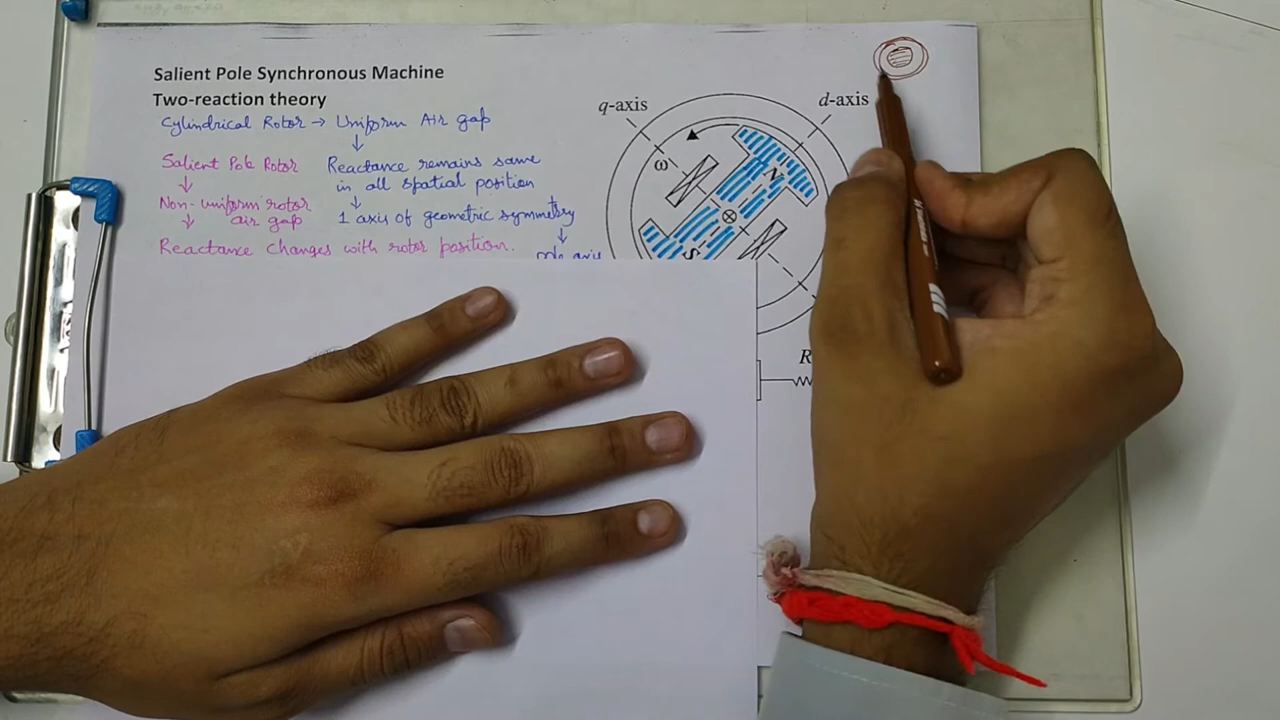 Salient Pole Synchronous Machine
Two-reaction theory
Cylindrical Rotor → Uniform Air gap
Salient Pole Rotor
Reactance remains same
in all spatial position
Non-uniform rotor
air gap
1 axis of geometric symmetry
Reactance changes with rotor position.
pole axis
q-axis
d-axis
ω
N
S
R